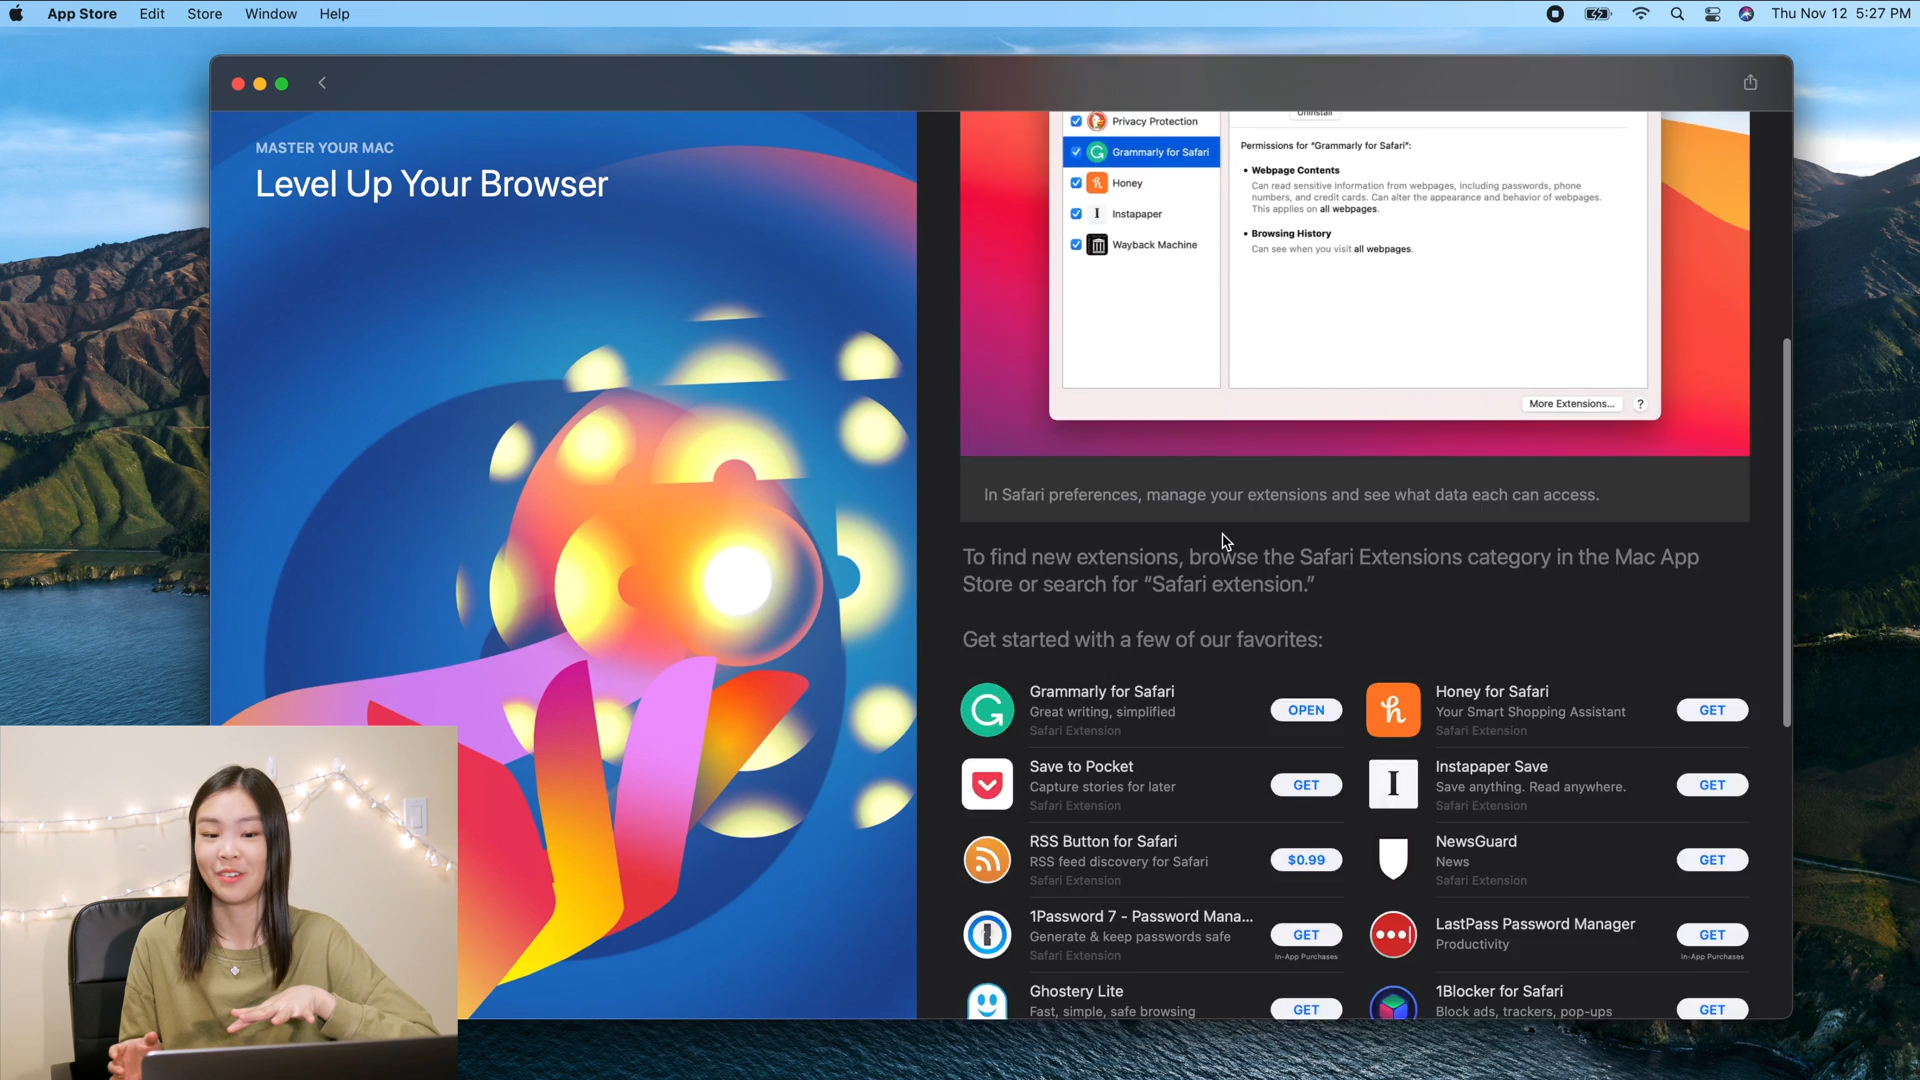 App Store Edit Store Window Help
Thu Nov 12 5:27 PM
MASTER YOUR MAC
Level Up Your Browser
Uninstall
Privacy Protection
Grammarly for Safari
Honey
Instapaper
Wayback Machine
Permissions for “Grammarly for Safari”:
• Webpage Contents
Can read sensitive information from webpages, including passwords, phone
numbers, and credit cards. Can alter the appearance and behavior of webpages.
This applies on all webpages.
• Browsing History
Can see when you visit all webpages.
More Extensions... ?
In Safari preferences, manage your extensions and see what data each can access.
To find new extensions, browse the Safari Extensions category in the Mac App
Store or search for “Safari extension.”
Get started with a few of our favorites:
Grammarly for Safari
Great writing, simplified
Safari Extension
OPEN
Honey for Safari
Your Smart Shopping Assistant
Safari Extension
GET
Save to Pocket
Capture stories for later
Safari Extension
GET
Instapaper Save
Save anything. Read anywhere.
Safari Extension
GET
RSS Button for Safari
RSS feed discovery for Safari
Safari Extension
$0.99
NewsGuard
News
Safari Extension
GET
1Password 7 - Password Mana...
Generate & keep passwords safe
Safari Extension
GET
In-App Purchases
LastPass Password Manager
Productivity
GET
In-App Purchases
Ghostery Lite
Fast, simple, safe browsing
GET
1Blocker for Safari
Block ads, trackers, pop-ups
GET